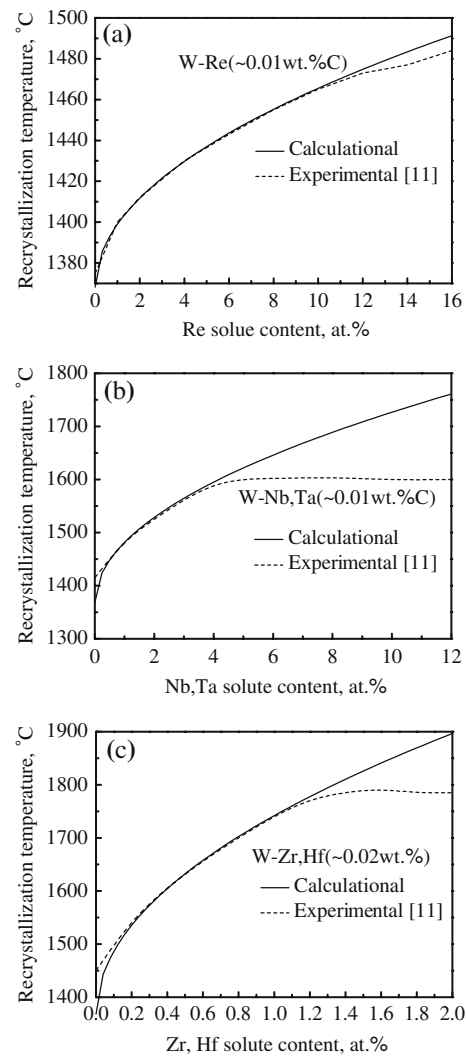 (a)
W-Re(~0.01wt.%C)
Calculational
Experimental [11]
Recrystallization temperature, °C
1500
1480
1460
1440
1420
1400
1380
0 2 4 6 8 10 12 14 16
Re solue content, at.%
(b)
W-Nb,Ta(~0.01wt.%C)
Calculational
Experimental [11]
Recrystallization temperature, °C
1800
1700
1600
1500
1400
1300
0 2 4 6 8 10 12
Nb,Ta solute content, at.%
(c)
W-Zr,Hf(~0.02wt.%)
Calculational
Experimental [11]
Recrystallization temperature, °C
1900
1800
1700
1600
1500
1400
0.0 0.2 0.4 0.6 0.8 1.0 1.2 1.4 1.6 1.8 2.0
Zr, Hf solute content, at.%